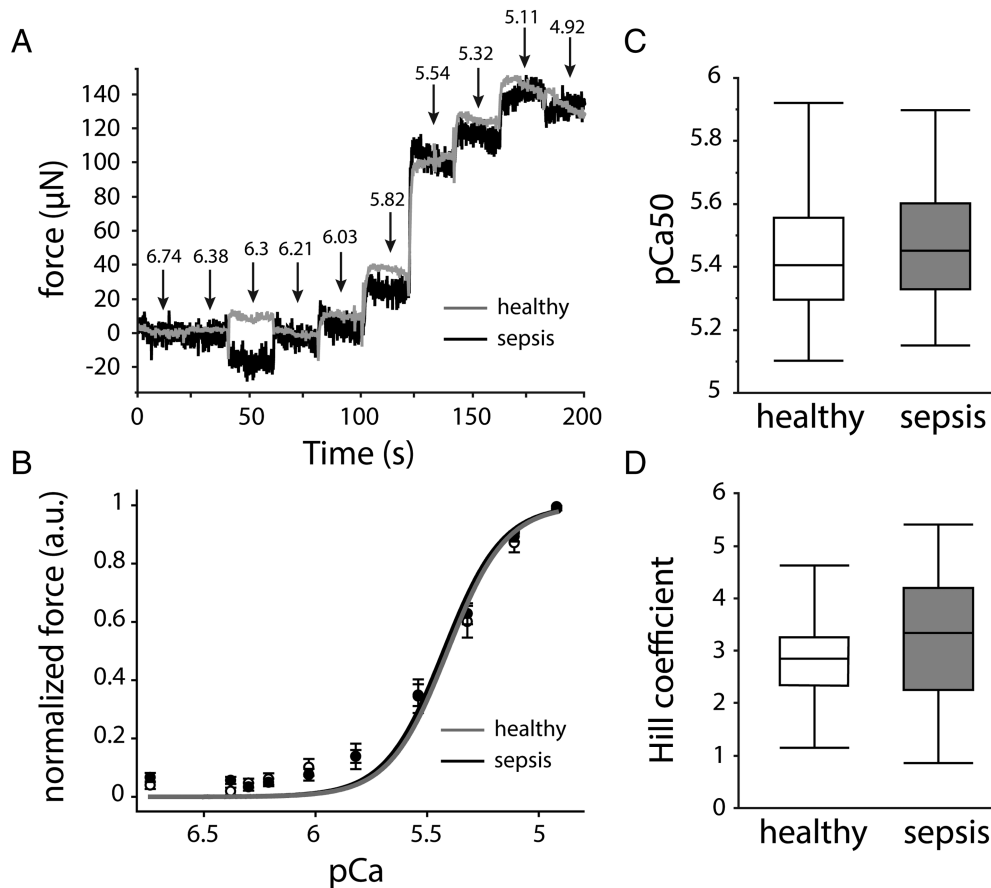 A
force (µN)
140
120
100
80
60
40
20
0
-20
6.74
6.38
6.3
6.21
6.03
5.82
5.54
5.32
5.11
4.92
healthy
sepsis
0
50
100
150
200
Time (s)
B
normalized force (a.u.)
1
0.8
0.6
0.4
0.2
0
healthy
sepsis
6.5
6
5.5
5
pCa
C
pCa50
6
5.8
5.6
5.4
5.2
5
healthy
sepsis
D
Hill coefficient
6
5
4
3
2
1
0
healthy
sepsis